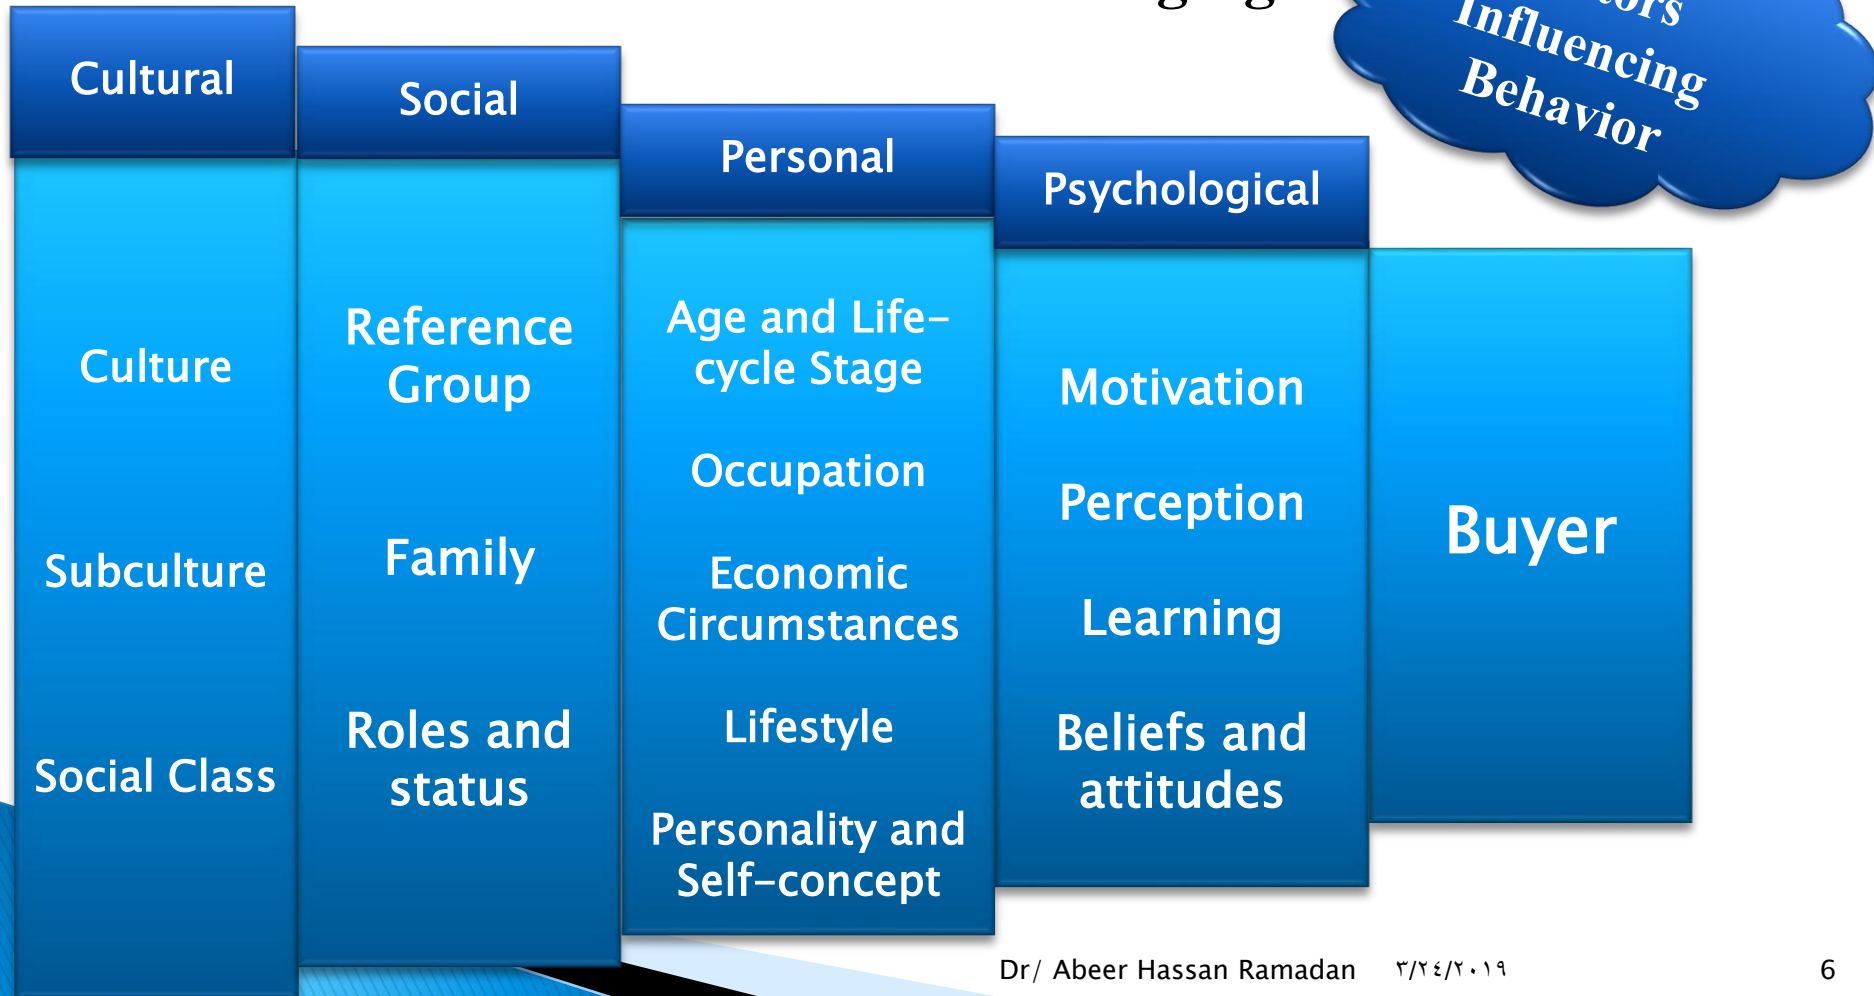 Influencing
Behavior
Cultural
Culture
Subculture
Social Class
Social
Reference
Group
Family
Roles and
status
Personal
Age and Life-
cycle Stage
Occupation
Economic
Circumstances
Lifestyle
Personality and
Self-concept
Psychological
Motivation
Perception
Learning
Beliefs and
attitudes
Buyer
Dr/ Abeer Hassan Ramadan ٣/٢٤/٢٠١٩ 6